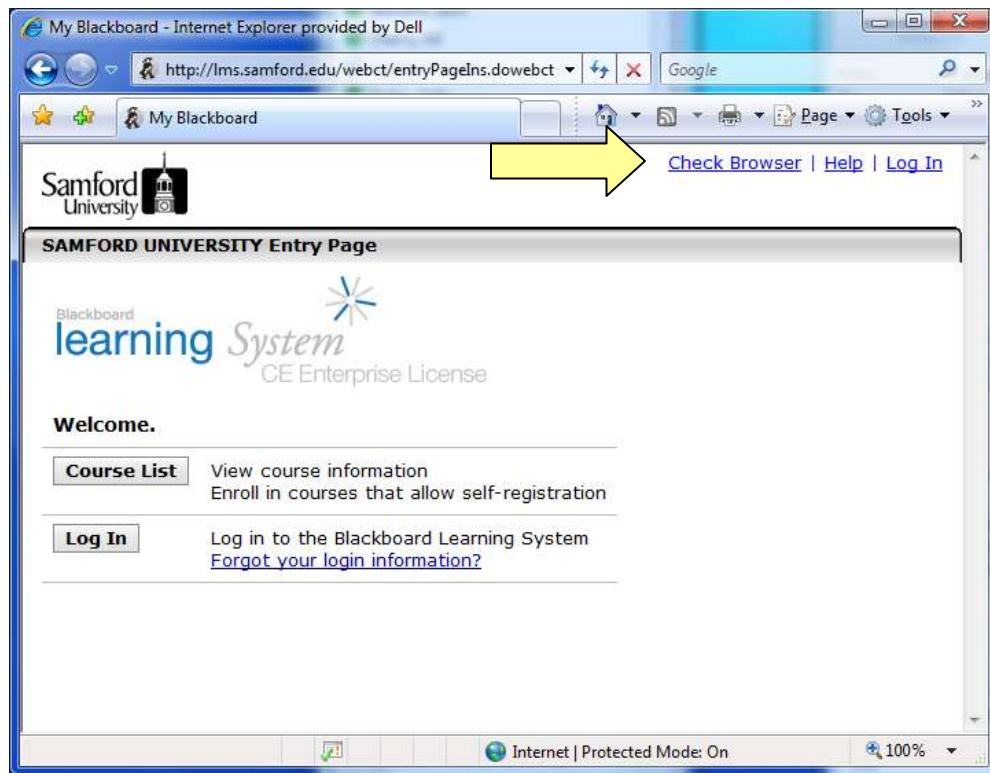 My Blackboard - Internet Explorer provided by Dell
http://lms.samford.edu/webct/entryPageIns.dowebct
Google
My Blackboard
Page
Tools
Check Browser | Help | Log In
Samford
University
SAMFORD UNIVERSITY Entry Page
Blackboard
learning System
CE Enterprise License
Welcome.
Course List
View course information
Enroll in courses that allow self-registration
Log In
Log in to the Blackboard Learning System
Forgot your login information?
Internet | Protected Mode: On
100%